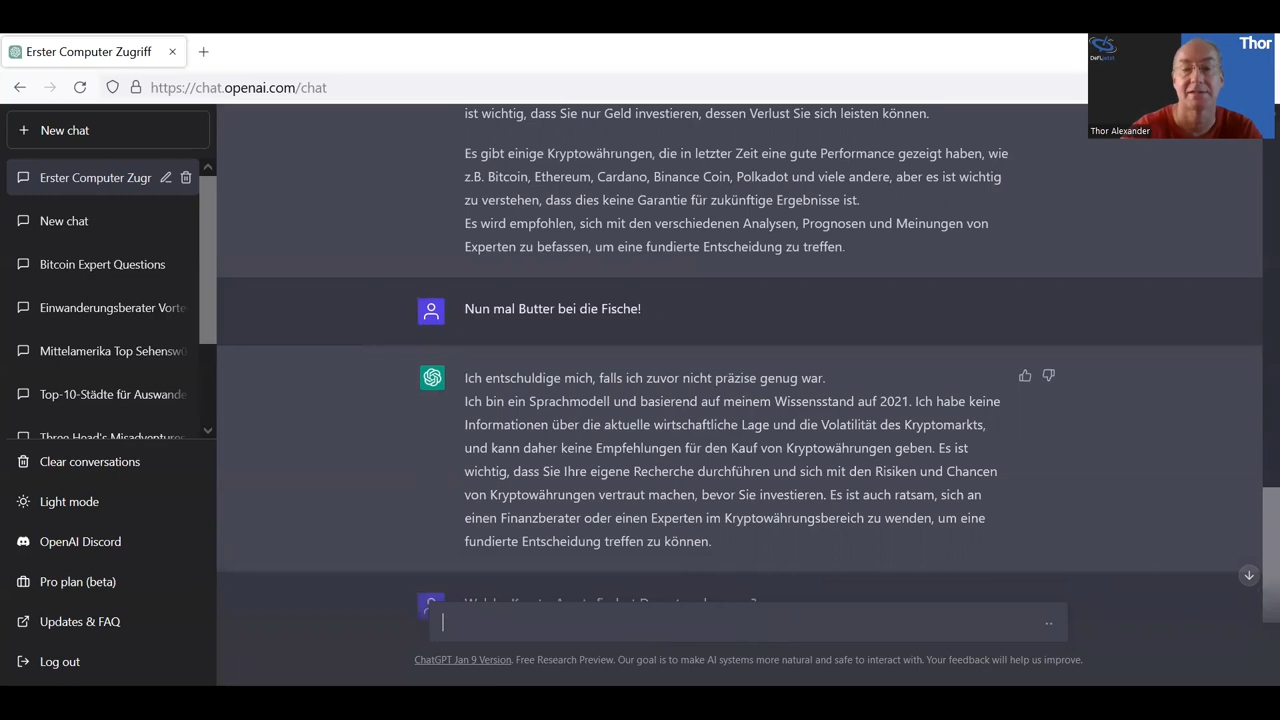 Erster Computer Zugriff
https://chat.openai.com/chat
New chat
Erster Computer Zugr
New chat
Bitcoin Expert Questions
Einwanderungsberater Vorte
Mittelamerika Top Sehenswü
Top-10-Städte für Auswande
Three Head's Misadventures
Clear conversations
Light mode
OpenAI Discord
Pro plan (beta)
Updates & FAQ
Log out
ist wichtig, dass Sie nur Geld investieren, dessen Verlust Sie sich leisten können.
Es gibt einige Kryptowährungen, die in letzter Zeit eine gute Performance gezeigt haben, wie
z.B. Bitcoin, Ethereum, Cardano, Binance Coin, Polkadot und viele andere, aber es ist wichtig
zu verstehen, dass dies keine Garantie für zukünftige Ergebnisse ist.
Es wird empfohlen, sich mit den verschiedenen Analysen, Prognosen und Meinungen von
Experten zu befassen, um eine fundierte Entscheidung zu treffen.
Nun mal Butter bei die Fische!
Ich entschuldige mich, falls ich zuvor nicht präzise genug war.
Ich bin ein Sprachmodell und basierend auf meinem Wissensstand auf 2021. Ich habe keine
Informationen über die aktuelle wirtschaftliche Lage und die Volatilität des Kryptomarkts,
und kann daher keine Empfehlungen für den Kauf von Kryptowährungen geben. Es ist
wichtig, dass Sie Ihre eigene Recherche durchführen und sich mit den Risiken und Chancen
von Kryptowährungen vertraut machen, bevor Sie investieren. Es ist auch ratsam, sich an
einen Finanzberater oder einen Experten im Kryptowährungsbereich zu wenden, um eine
fundierte Entscheidung treffen zu können.
ChatGPT Jan 9 Version. Free Research Preview. Our goal is to make AI systems more natural and safe to interact with. Your feedback will help us improve.
DeFi.pilot
Thor
Thor Alexander